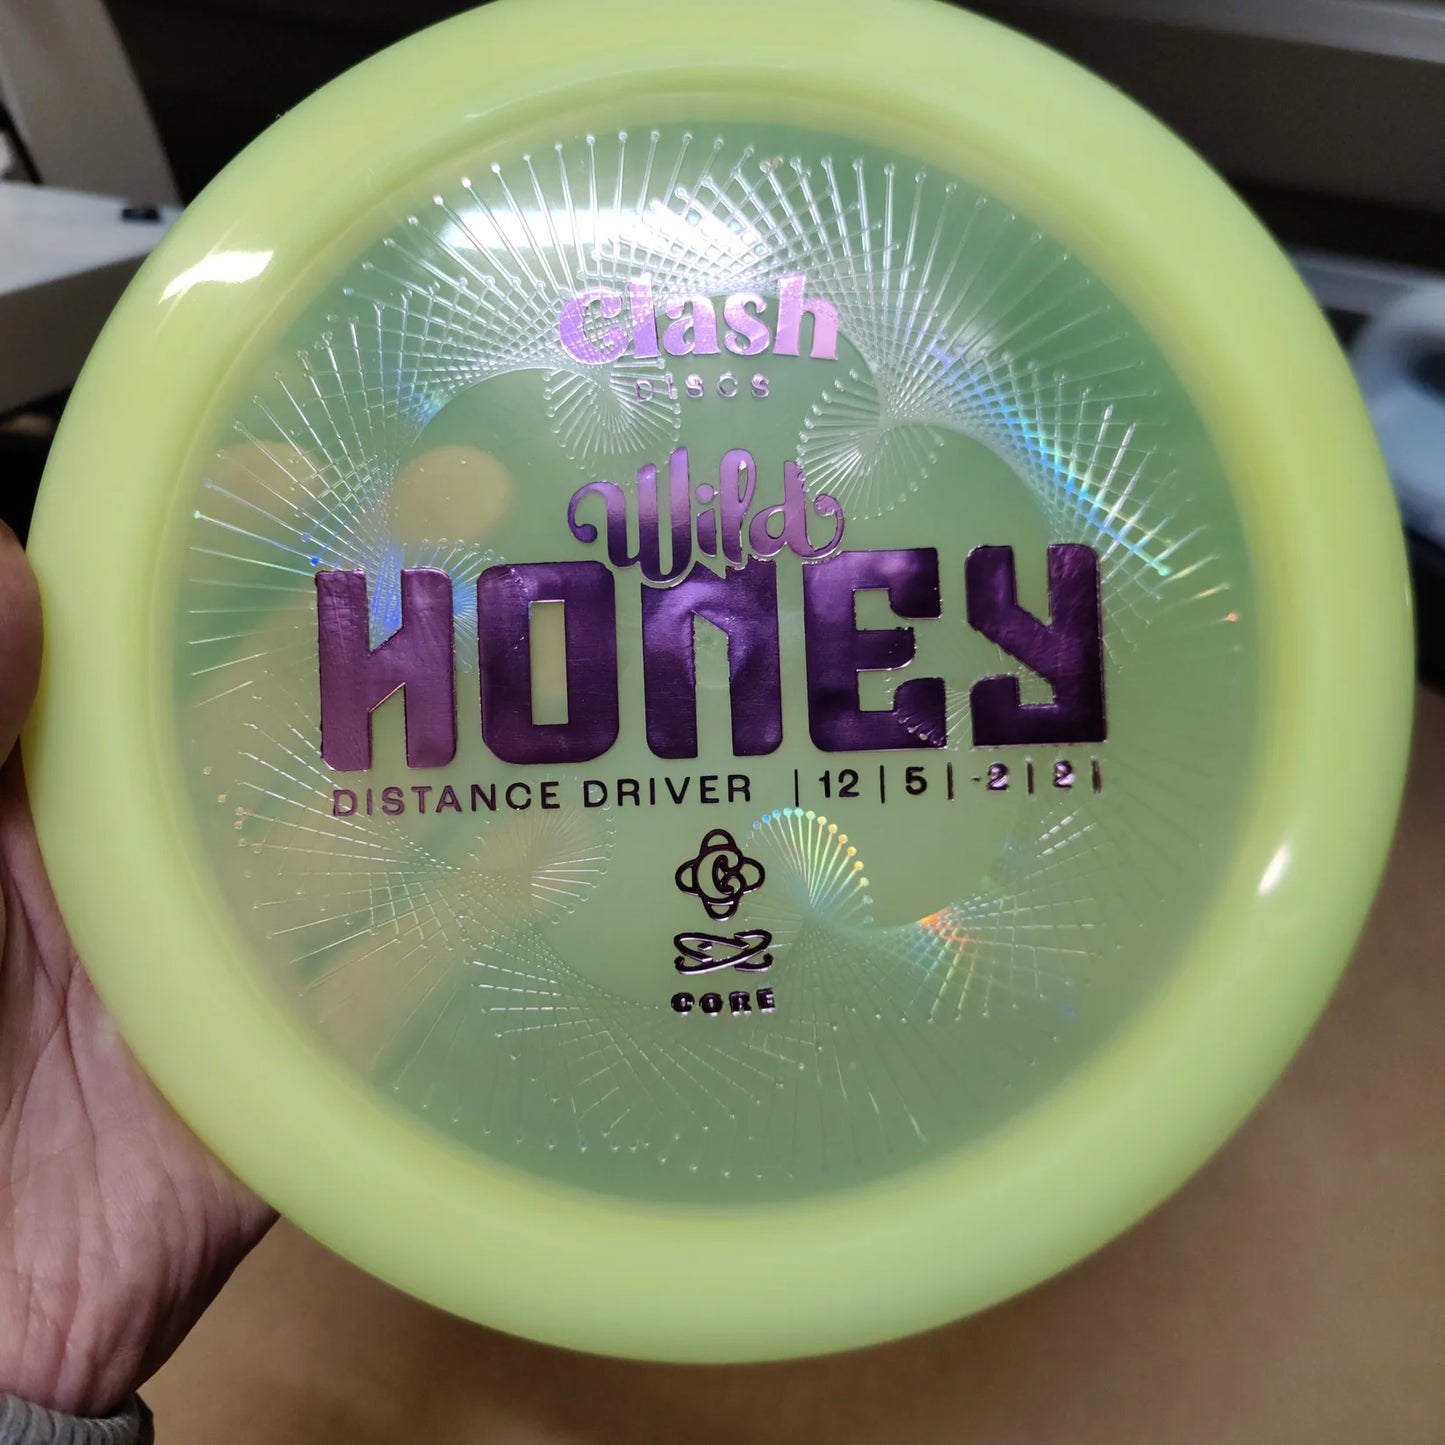 Clash
DISCS
Wild
HONEY
DISTANCE DRIVER | 12 | 5 | -2 | 2 |
C
CORE